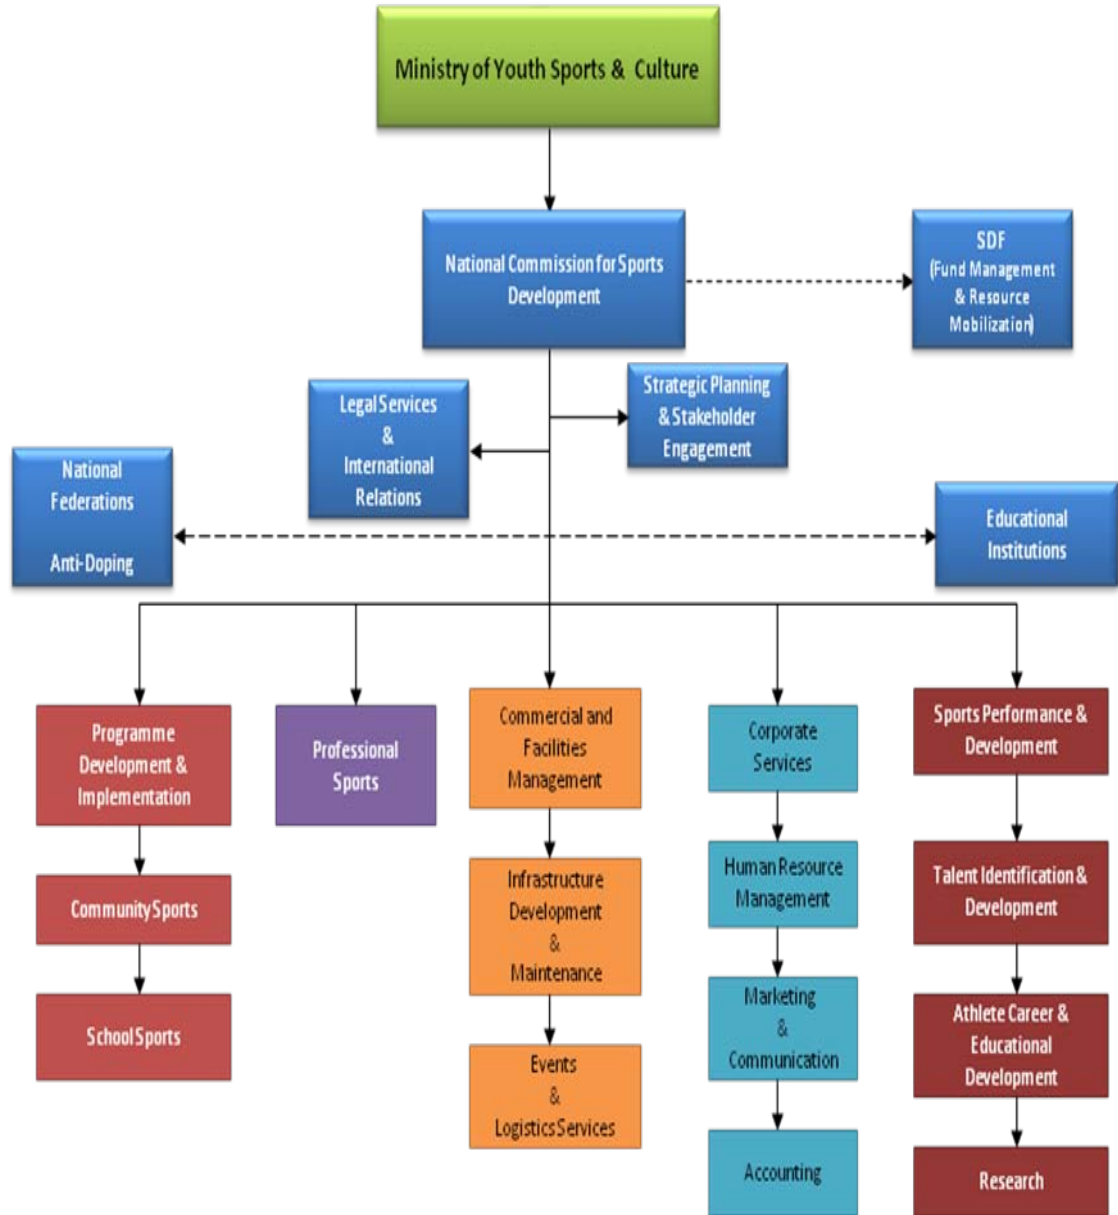 Ministry of Youth Sports & Culture
National Commission for Sports
Development
SDF
(Fund Management
& Resource
Mobilization)
Legal Services
&
International
Relations
Strategic Planning
& Stakeholder
Engagement
National
Federations
Anti-Doping
Educational
Institutions
Programme
Development &
Implementation
Community Sports
School Sports
Professional
Sports
Commercial and
Facilities
Management
Infrastructure
Development
&
Maintenance
Events
&
Logistics Services
Corporate
Services
Human Resource
Management
Marketing
&
Communication
Accounting
Sports Performance &
Development
Talent Identification &
Development
Athlete Career &
Educational
Development
Research